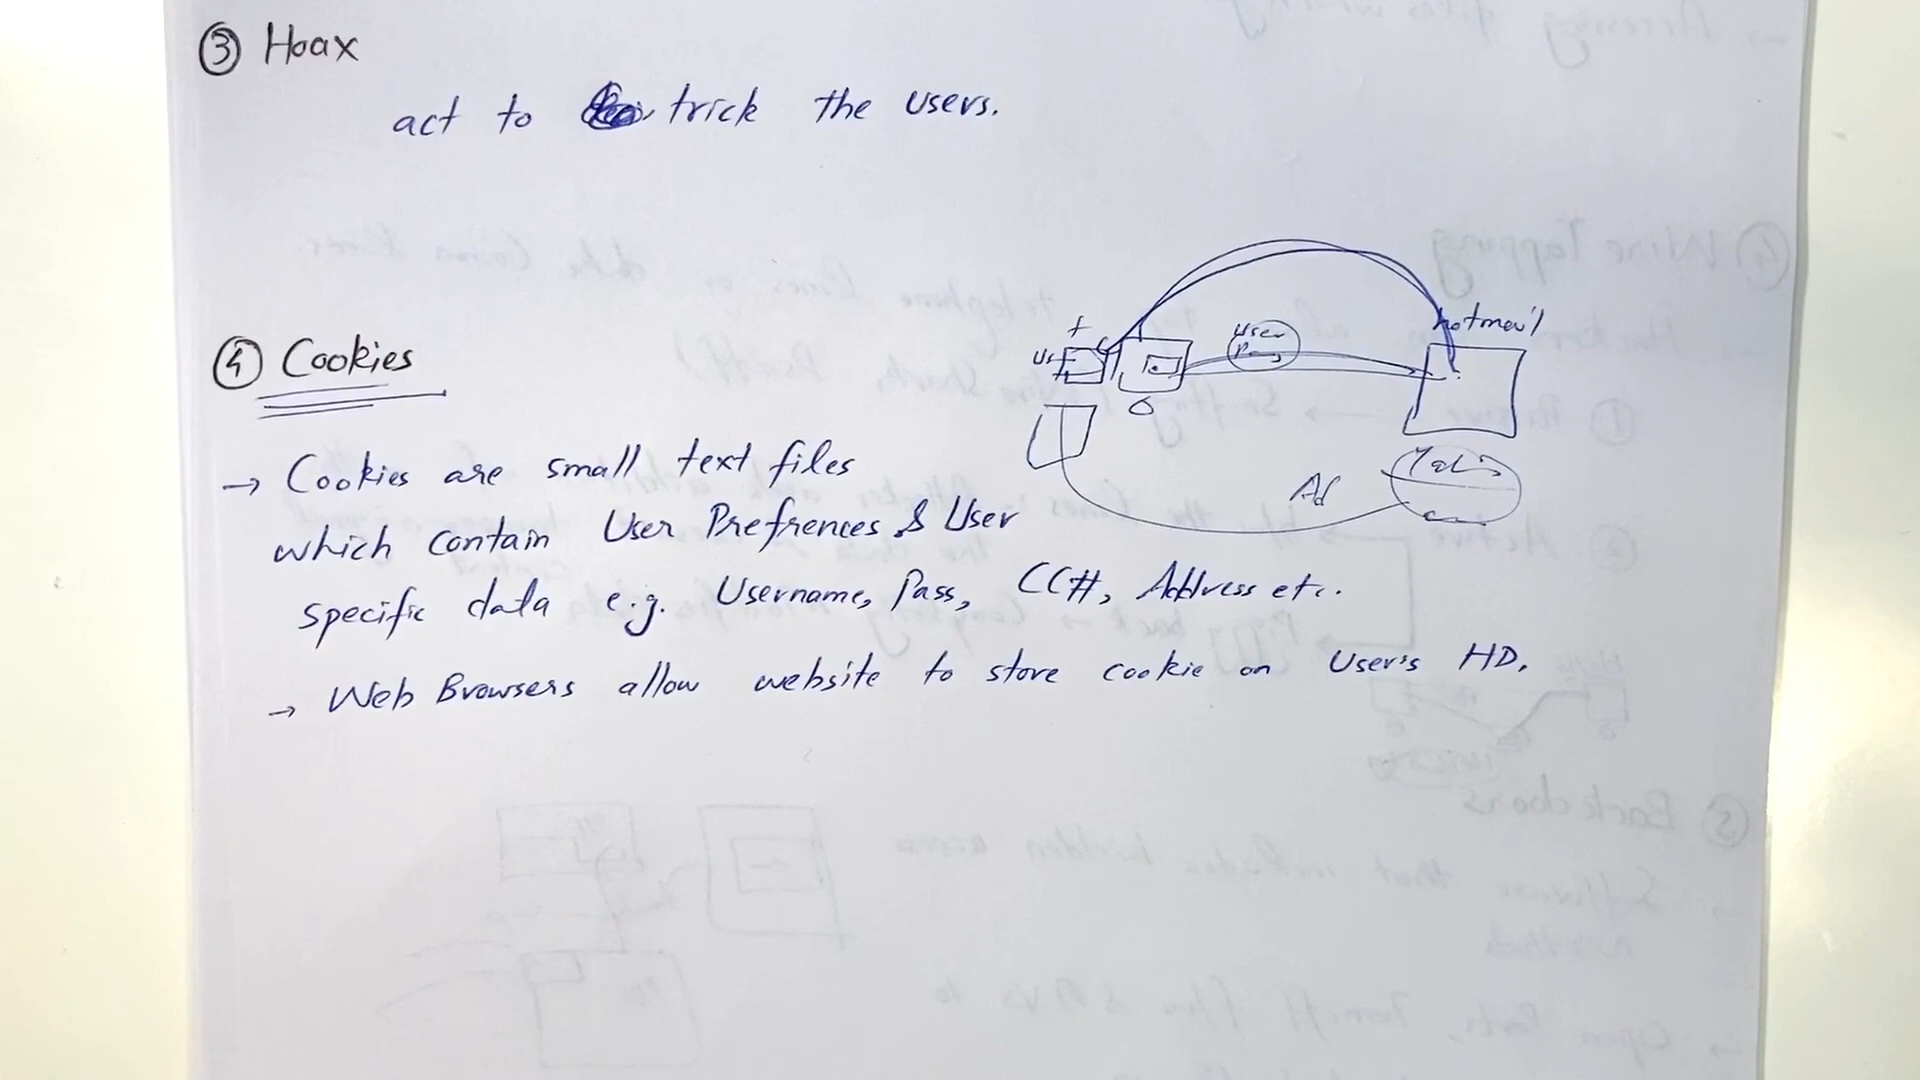 ③ Hoax
act to trick the users.
④ Cookies
→ Cookies are small text files
which contain User Prefrences & User
specific data e.g. Username, Pass, CC#, Address etc.
→ Web Browsers allow website to store cookie on User's HD.
hotmail
User
Ad